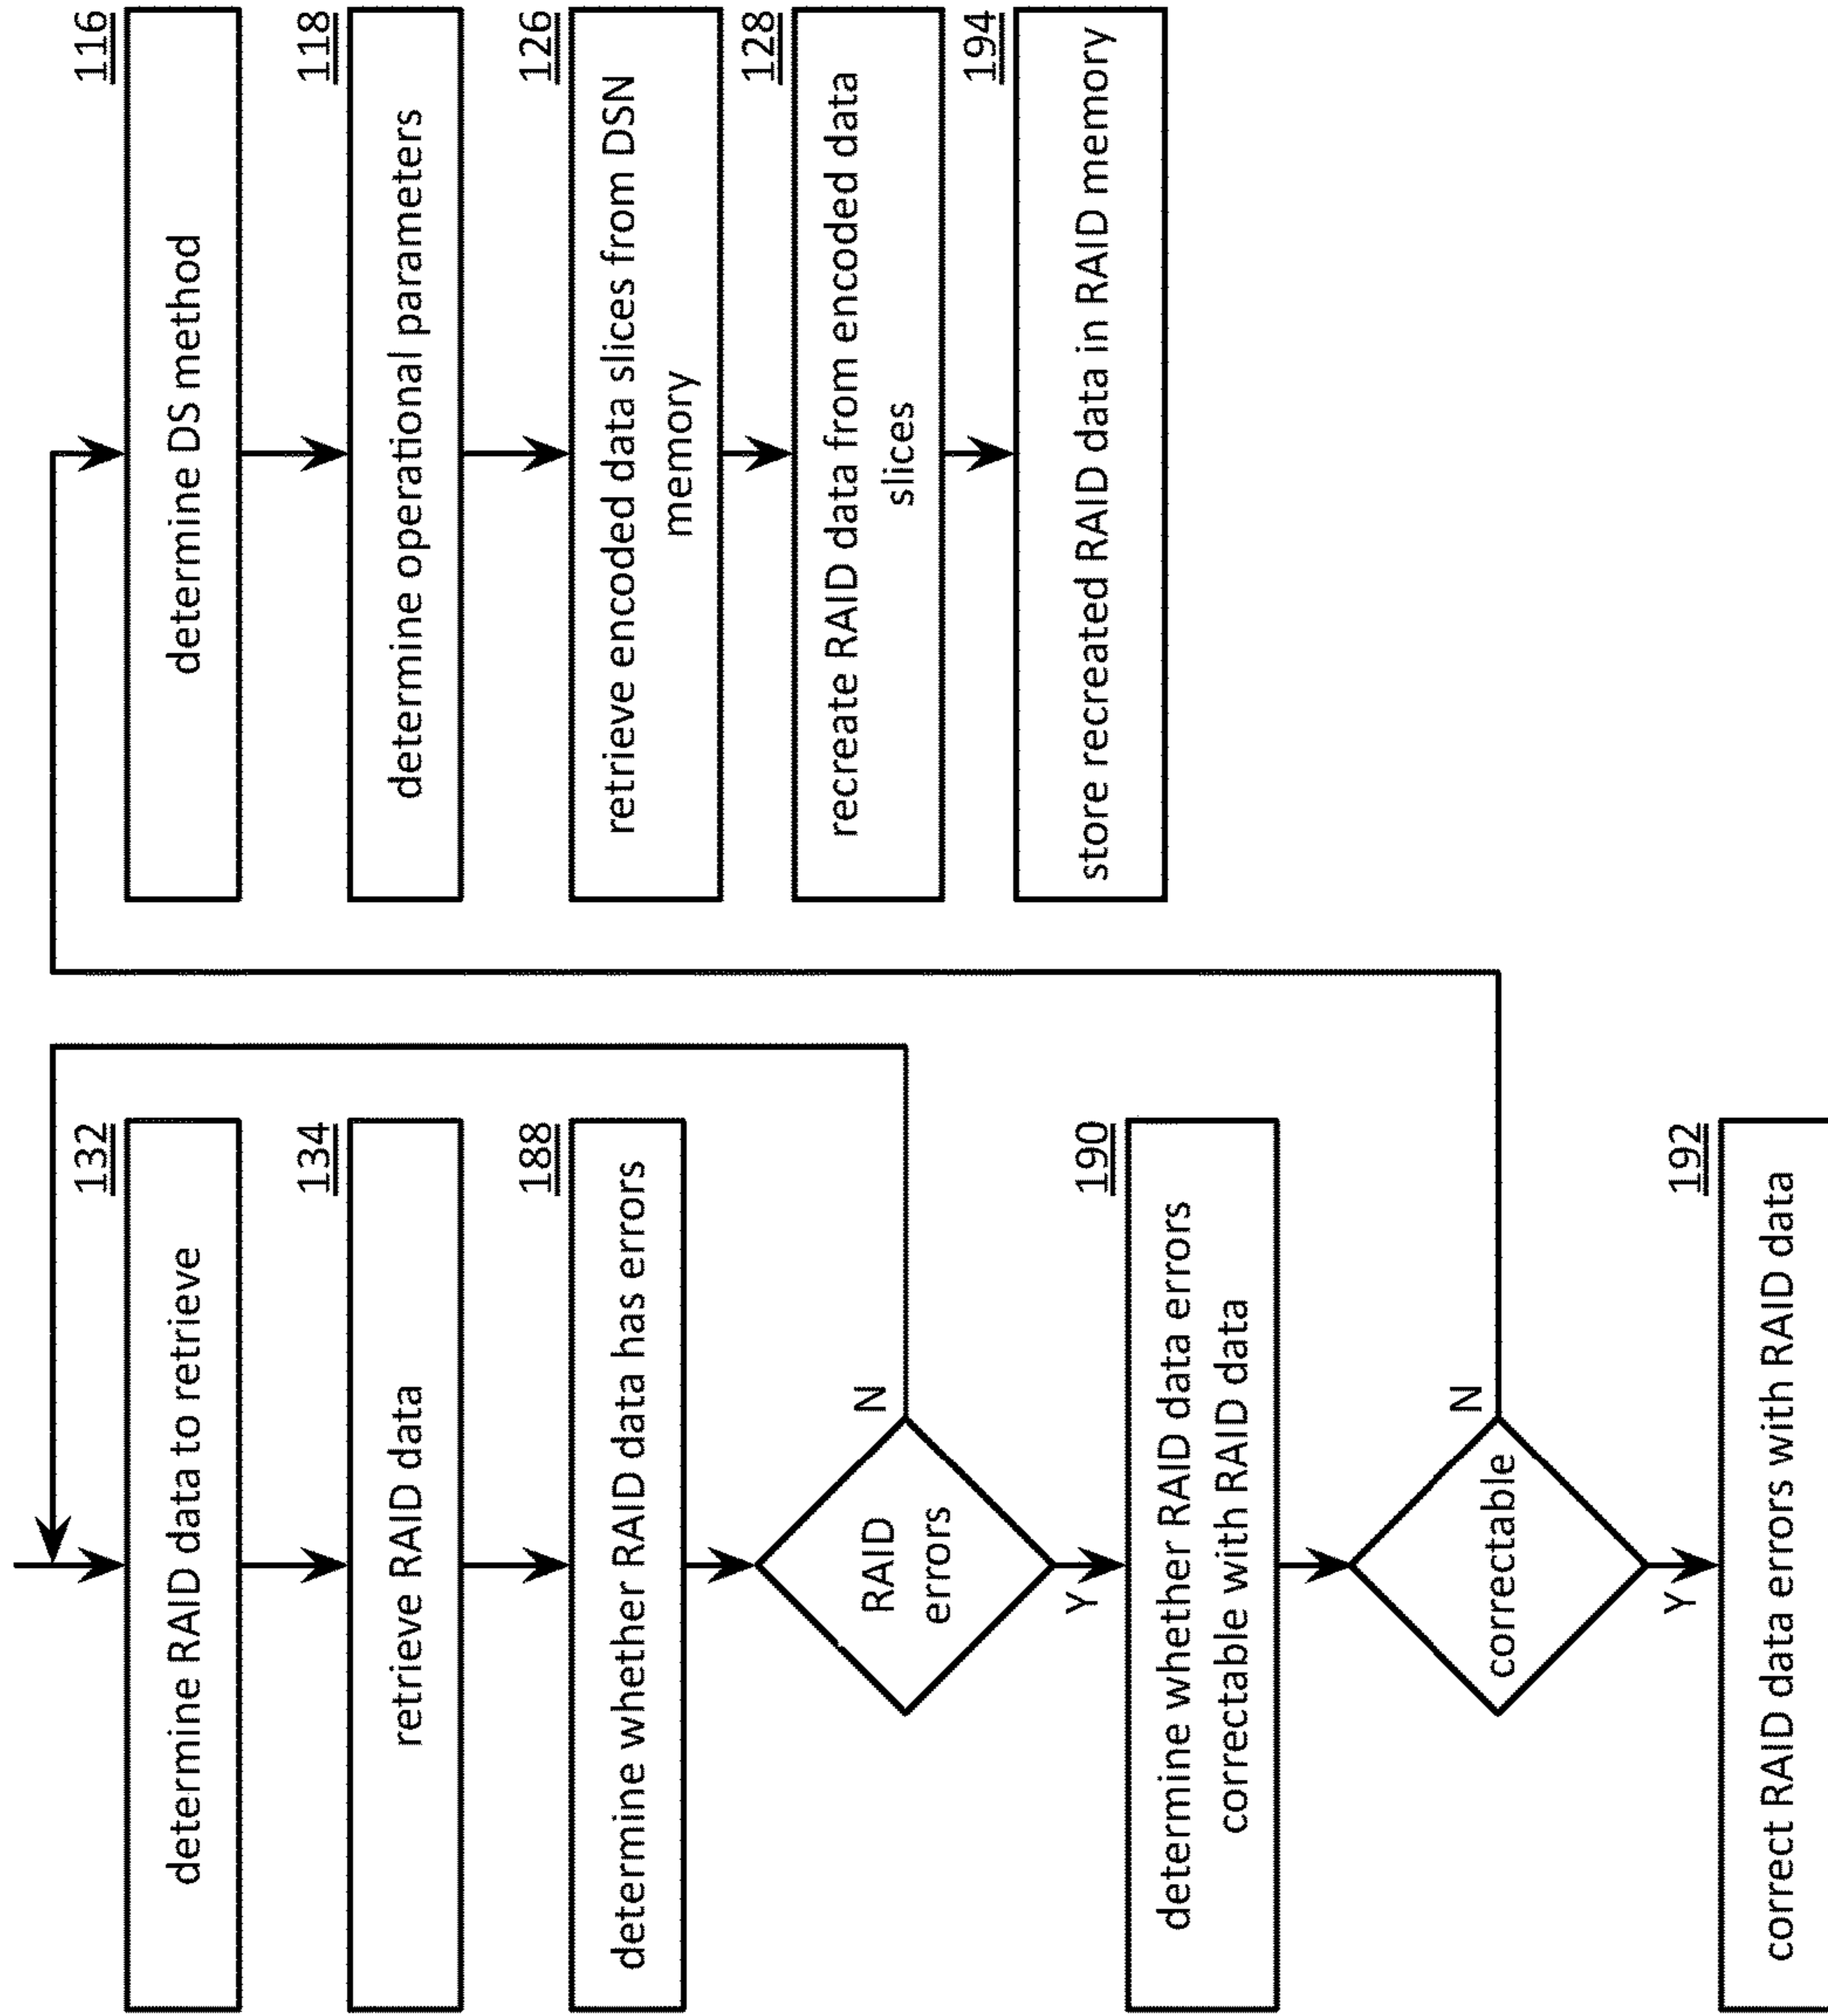 132
determine RAID data to retrieve
134
retrieve RAID data
188
determine whether RAID data has errors
RAID
errors
N
Y
190
determine whether RAID data errors
correctable with RAID data
correctable
N
Y
192
correct RAID data errors with RAID data
116
determine DS method
118
determine operational parameters
126
retrieve encoded data slices from DSN
memory
128
recreate RAID data from encoded data
slices
194
store recreated RAID data in RAID memory